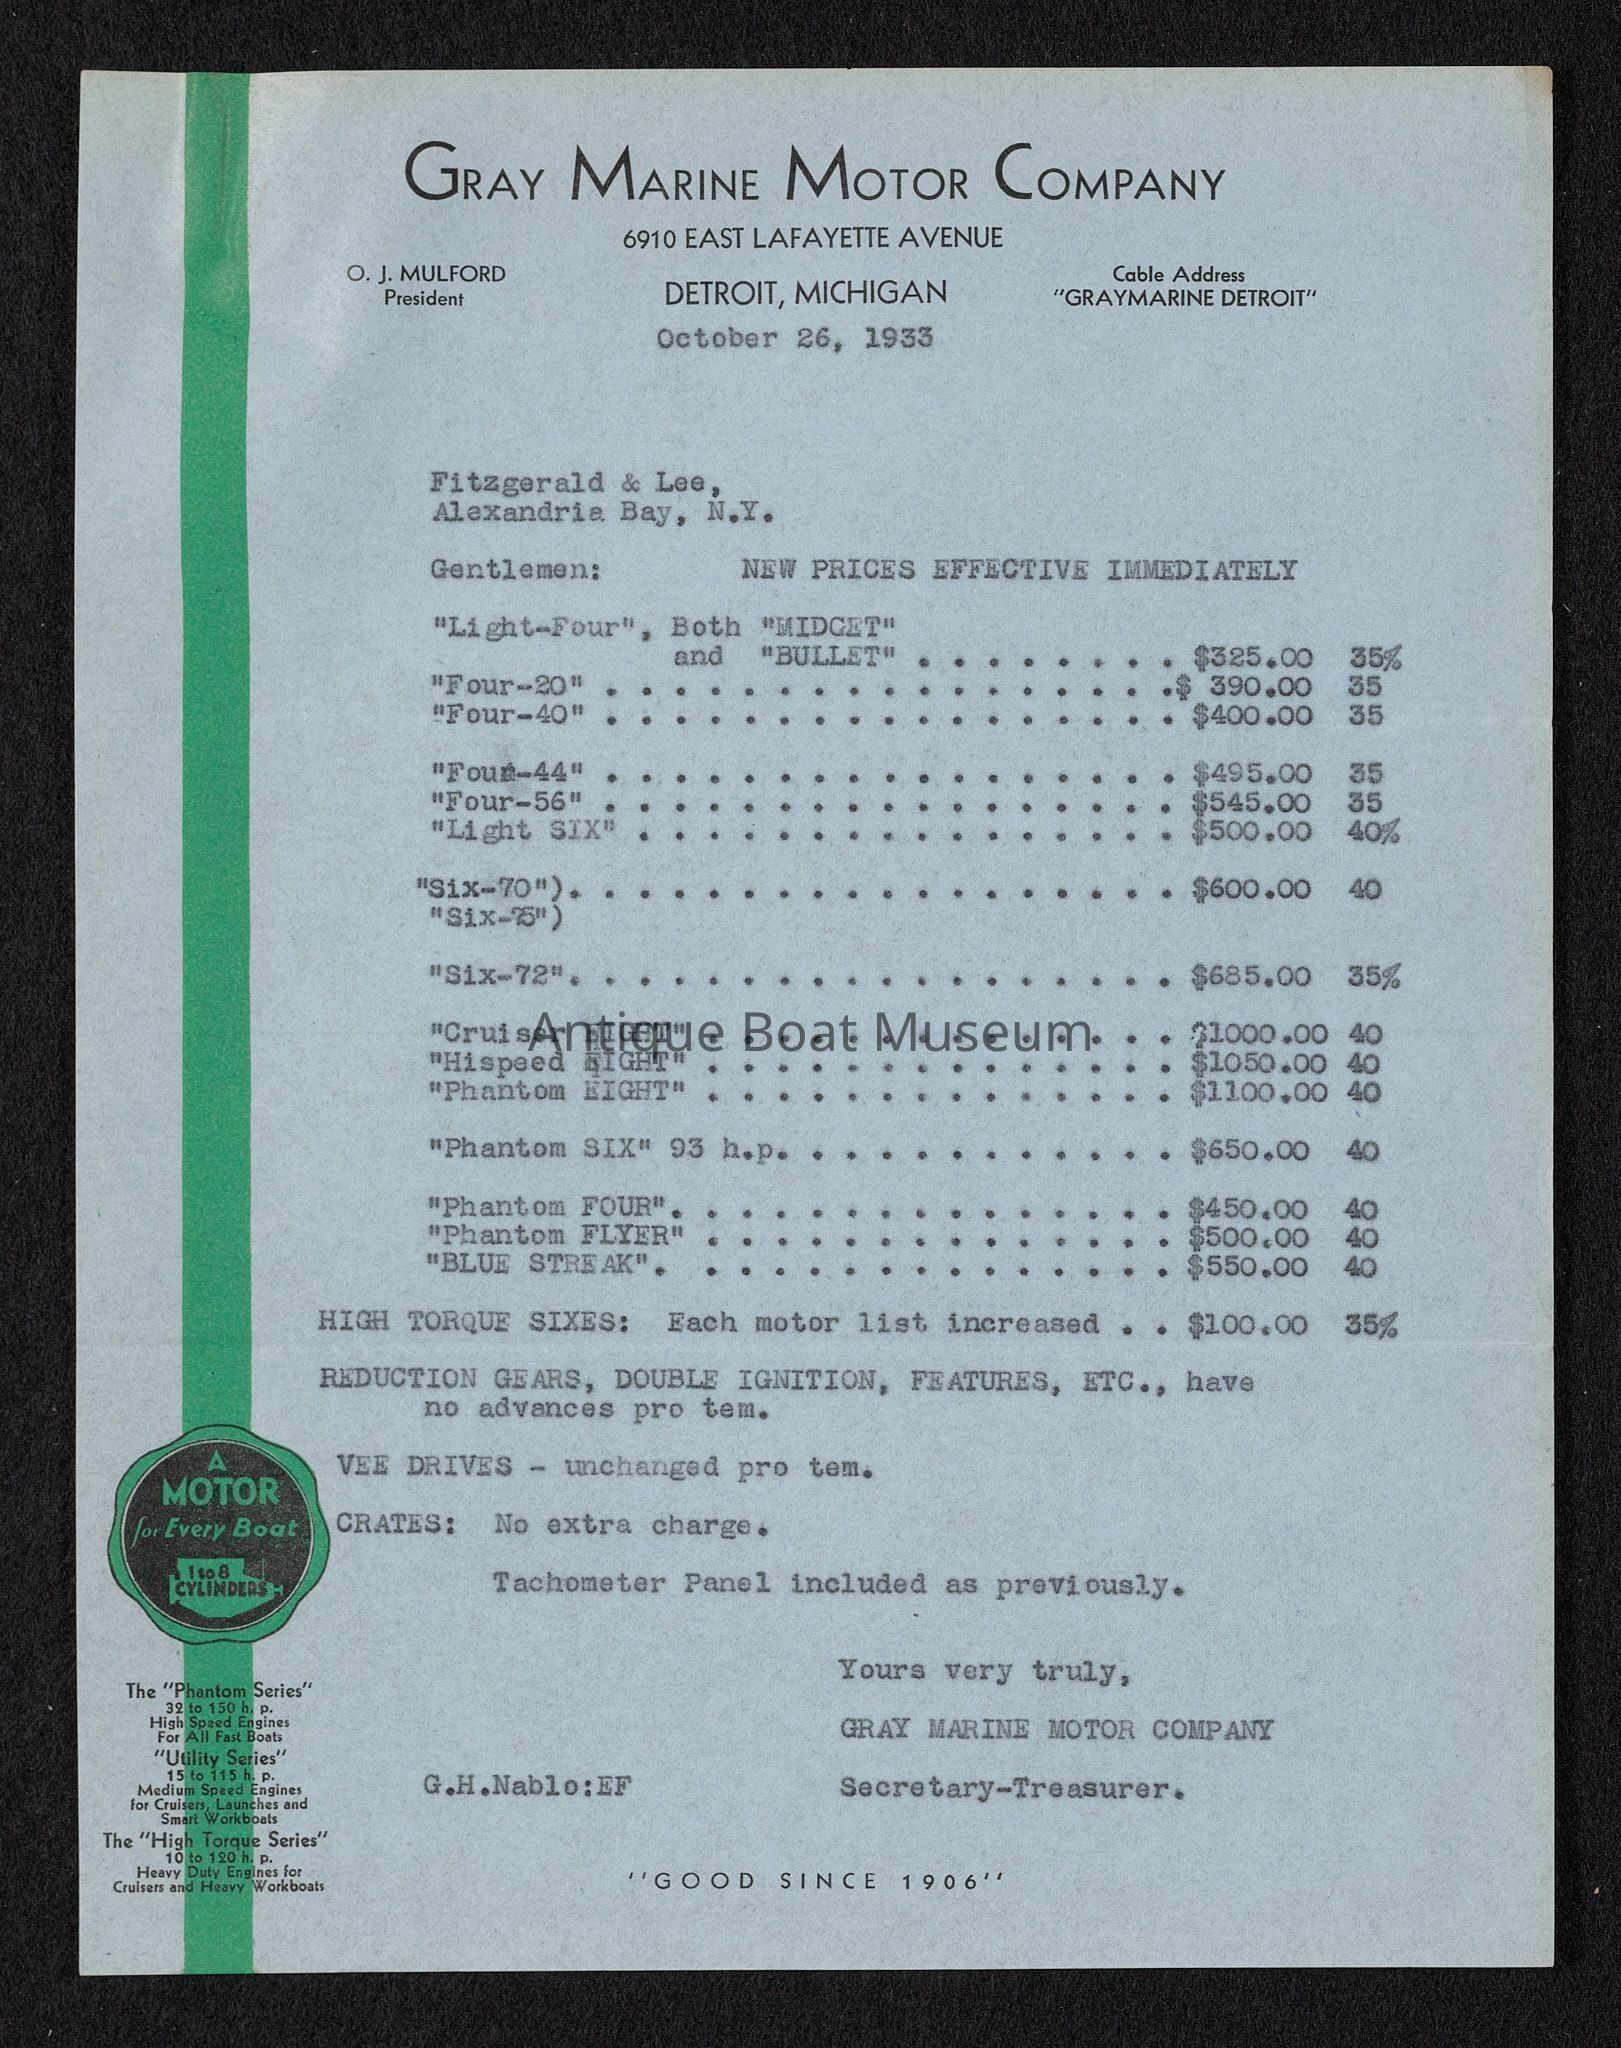 GRAY MARINE MOTOR COMPANY
6910 EAST LAFAYETTE AVENUE
O. J. MULFORD
President
DETROIT, MICHIGAN
Cable Address
"GRAYMARINE DETROIT"
October 26, 1933
Fitzgerald & Lee,
Alexandria Bay, N.Y.
Gentlemen: NEW PRICES EFFECTIVE IMMEDIATELY
"Light-Four", Both "MIDGET"
and "BULLET" . . . . . . . . $325.00 35%
"Four-20" . . . . . . . . . . . . . . . . .$ 390.00 35
"Four-40" . . . . . . . . . . . . . . . . . $400.00 35
"Four-44" . . . . . . . . . . . . . . . . . $495.00 35
"Four-56" . . . . . . . . . . . . . . . . . $545.00 35
"Light SIX" . . . . . . . . . . . . . . . . $500.00 40%
"Six-70"). . . . . . . . . . . . . . . . . . $600.00 40
"Six-75")
"Six-72". . . . . . . . . . . . . . . . . . $685.00 35%
"Cruiser EIGHT" . . . . . . . . . . . . . . $1000.00 40
"Hispeed EIGHT" . . . . . . . . . . . . . . $1050.00 40
"Phantom EIGHT" . . . . . . . . . . . . . . $1100.00 40
"Phantom SIX" 93 h.p. . . . . . . . . . . . $650.00 40
"Phantom FOUR". . . . . . . . . . . . . . . $450.00 40
"Phantom FLYER" . . . . . . . . . . . . . . $500.00 40
"BLUE STREAK". . . . . . . . . . . . . . . $550.00 40
HIGH TORQUE SIXES: Each motor list increased . . $100.00 35%
REDUCTION GEARS, DOUBLE IGNITION, FEATURES, ETC., have
no advances pro tem.
VEE DRIVES - unchanged pro tem.
CRATES: No extra charge.
Tachometer Panel included as previously.
Yours very truly,
GRAY MARINE MOTOR COMPANY
G.H.Nablo:EF Secretary-Treasurer.
A
MOTOR
for Every Boat
1 to 8
CYLINDERS
The "Phantom Series"
32 to 150 h. p.
High Speed Engines
For All Fast Boats
"Utility Series"
15 to 115 h. p.
Medium Speed Engines
for Cruisers, Launches and
Smart Workboats
The "High Torque Series"
10 to 120 h. p.
Heavy Duty Engines for
Cruisers and Heavy Workboats
"GOOD SINCE 1906"
Antique Boat Museum